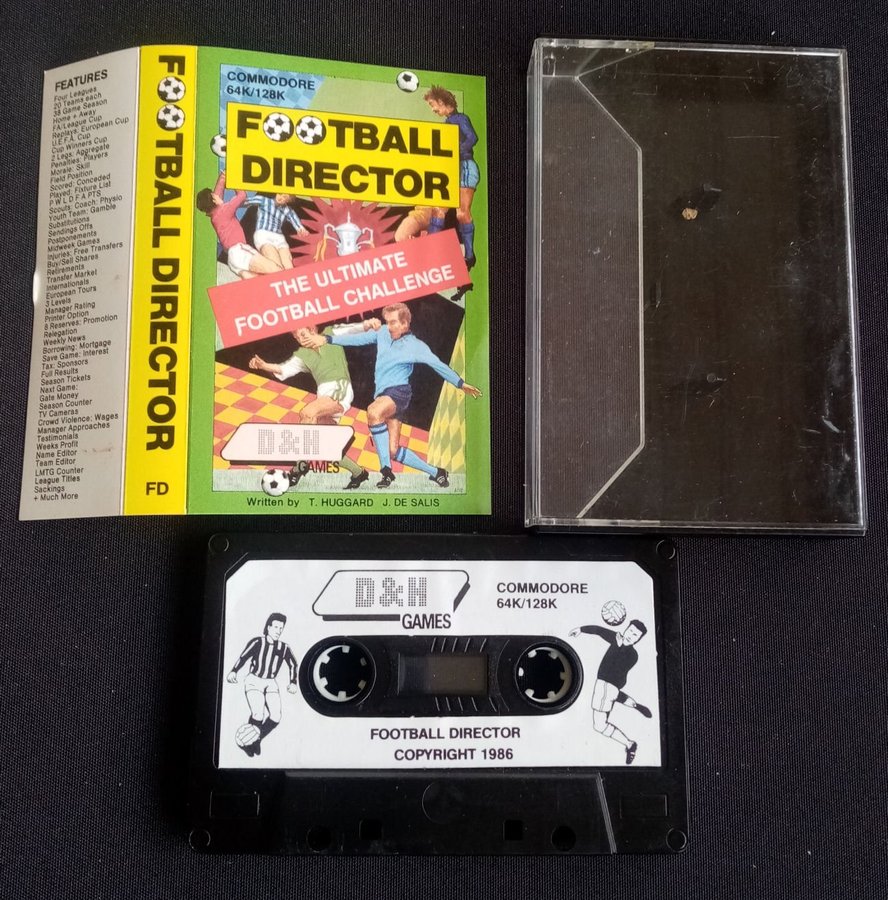 FEATURES
Four Leagues
20 Teams each
38 Game Season
Home + Away
FA/League Cup
Replays: European Cup
U.E.F.A. Cup
Cup Winners Cup
2 Legs: Aggregate
Penalties: Players
Morale: Skill
Field Position
Scored: Conceded
Played: Fixture List
P W L D F A PTS
Scouts: Coach: Physio
Youth Team: Gamble
Substitutions
Sendings Offs
Postponements
Midweek Games
Injuries: Free Transfers
Buy/Sell Shares
Retirements
Transfer Market
Internationals
European Tours
3 Levels
Manager Rating
Printer Option
8 Reserves: Promotion
Relegation
Weekly News
Borrowing: Mortgage
Save Game: Interest
Tax: Sponsors
Full Results
Season Tickets
Next Game:
Gate Money
Season Counter
TV Cameras
Crowd Violence: Wages
Manager Approaches
Testimonials
Weeks Profit
Name Editor
Team Editor
LMTG Counter
League Titles
Sackings
+ Much More
FOOTBALL DIRECTOR
FD
COMMODORE
64K/128K
FOOTBALL
DIRECTOR
THE ULTIMATE
FOOTBALL CHALLENGE
D&H
GAMES
Written by T. HUGGARD J. DE SALIS
D&H
GAMES
COMMODORE
64K/128K
FOOTBALL DIRECTOR
COPYRIGHT 1986